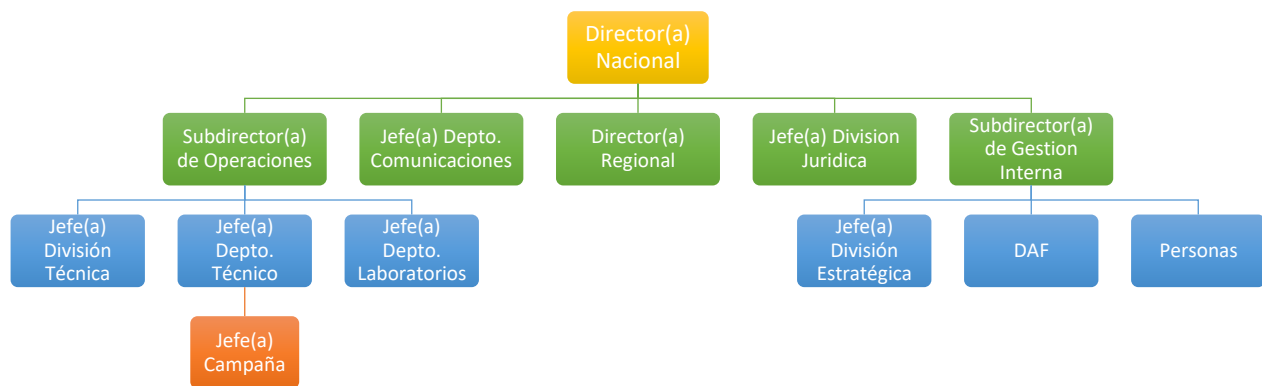 Director(a)
Nacional
Subdirector(a)
de Operaciones
Jefe(a) Depto.
Comunicaciones
Director(a)
Regional
Jefe(a) Division
Juridica
Subdirector(a)
de Gestion
Interna
Jefe(a)
División
Técnica
Jefe(a)
Depto.
Técnico
Jefe(a)
Depto.
Laboratorios
Jefe(a)
División
Estratégica
DAF
Personas
Jefe(a)
Campaña